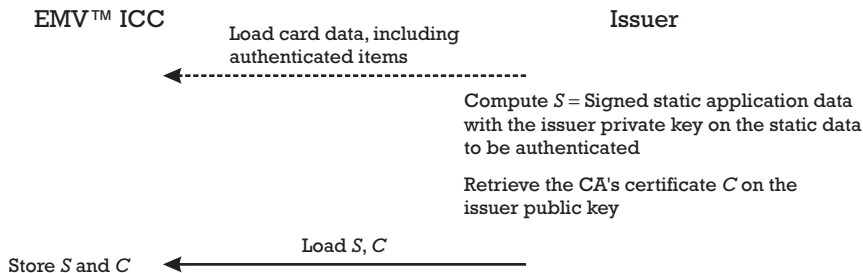 EMV™ ICC
Issuer
Load card data, including
authenticated items
Compute S = Signed static application data
with the issuer private key on the static data
to be authenticated
Retrieve the CA's certificate C on the
issuer public key
Load S, C
Store S and C